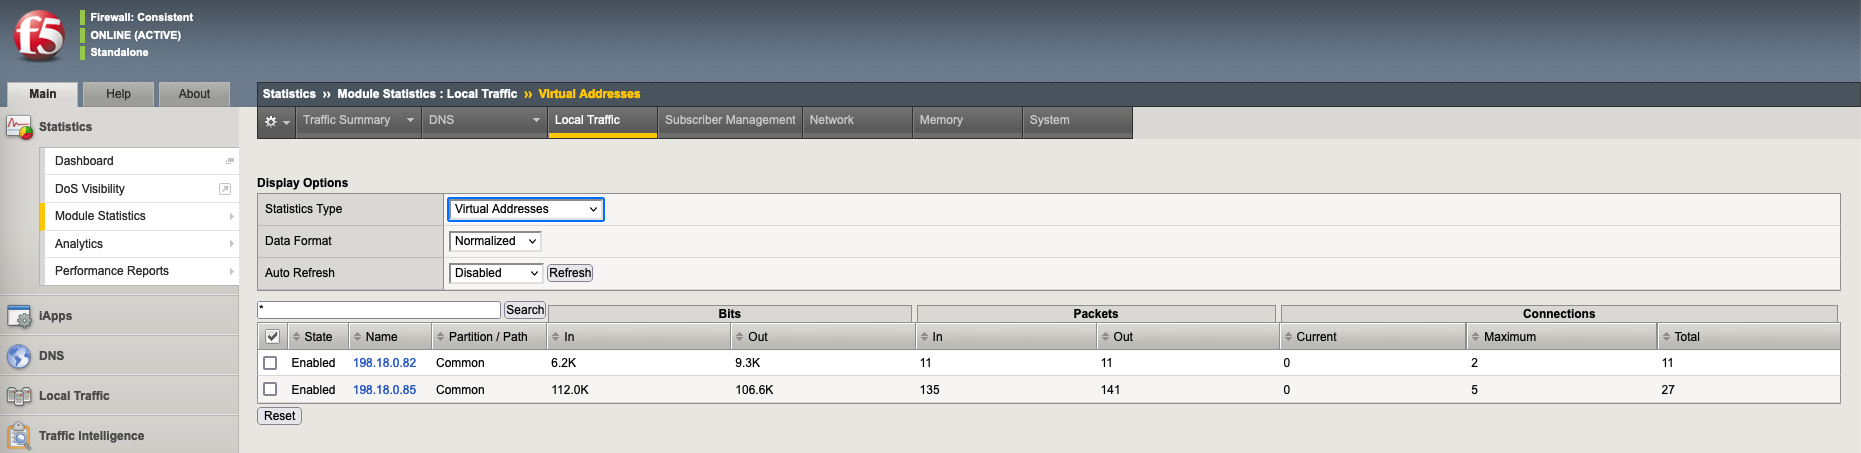 f5
Firewall: Consistent
ONLINE (ACTIVE)
Standalone
Main Help About
Statistics » Module Statistics : Local Traffic » Virtual Addresses
Traffic Summary DNS Local Traffic Subscriber Management Network Memory System
Statistics
Dashboard
DoS Visibility
Module Statistics
Analytics
Performance Reports
iApps
DNS
Local Traffic
Traffic Intelligence
Display Options
Statistics Type Virtual Addresses
Data Format Normalized
Auto Refresh Disabled Refresh
* Search Bits Packets Connections
State Name Partition / Path In Out In Out Current Maximum Total
Enabled 198.18.0.82 Common 6.2K 9.3K 11 11 0 2 11
Enabled 198.18.0.85 Common 112.0K 106.6K 135 141 0 5 27
Reset